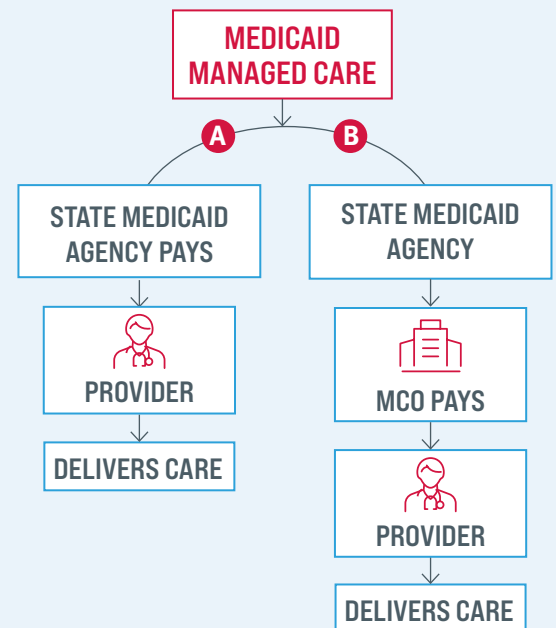 MEDICAID
MANAGED CARE
A
B
STATE MEDICAID
AGENCY PAYS
PROVIDER
DELIVERS CARE
STATE MEDICAID
AGENCY
MCO PAYS
PROVIDER
DELIVERS CARE